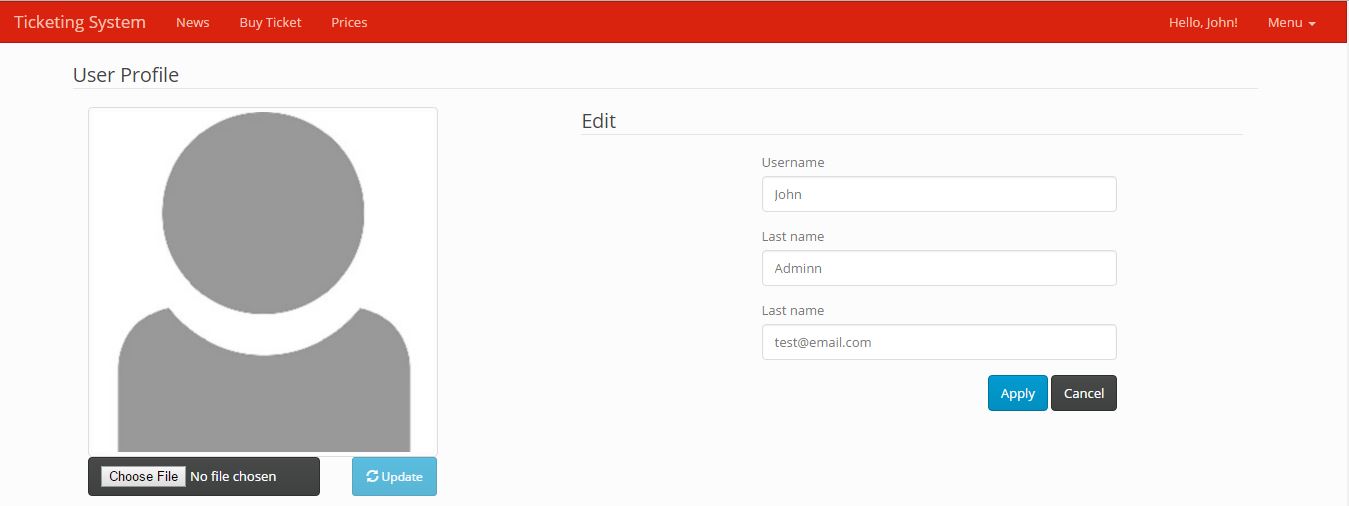 Ticketing System News Buy Ticket Prices Hello, John! Menu
User Profile
Edit
Username
John
Last name
Adminn
Last name
test@email.com
Apply Cancel
Choose File No file chosen Update